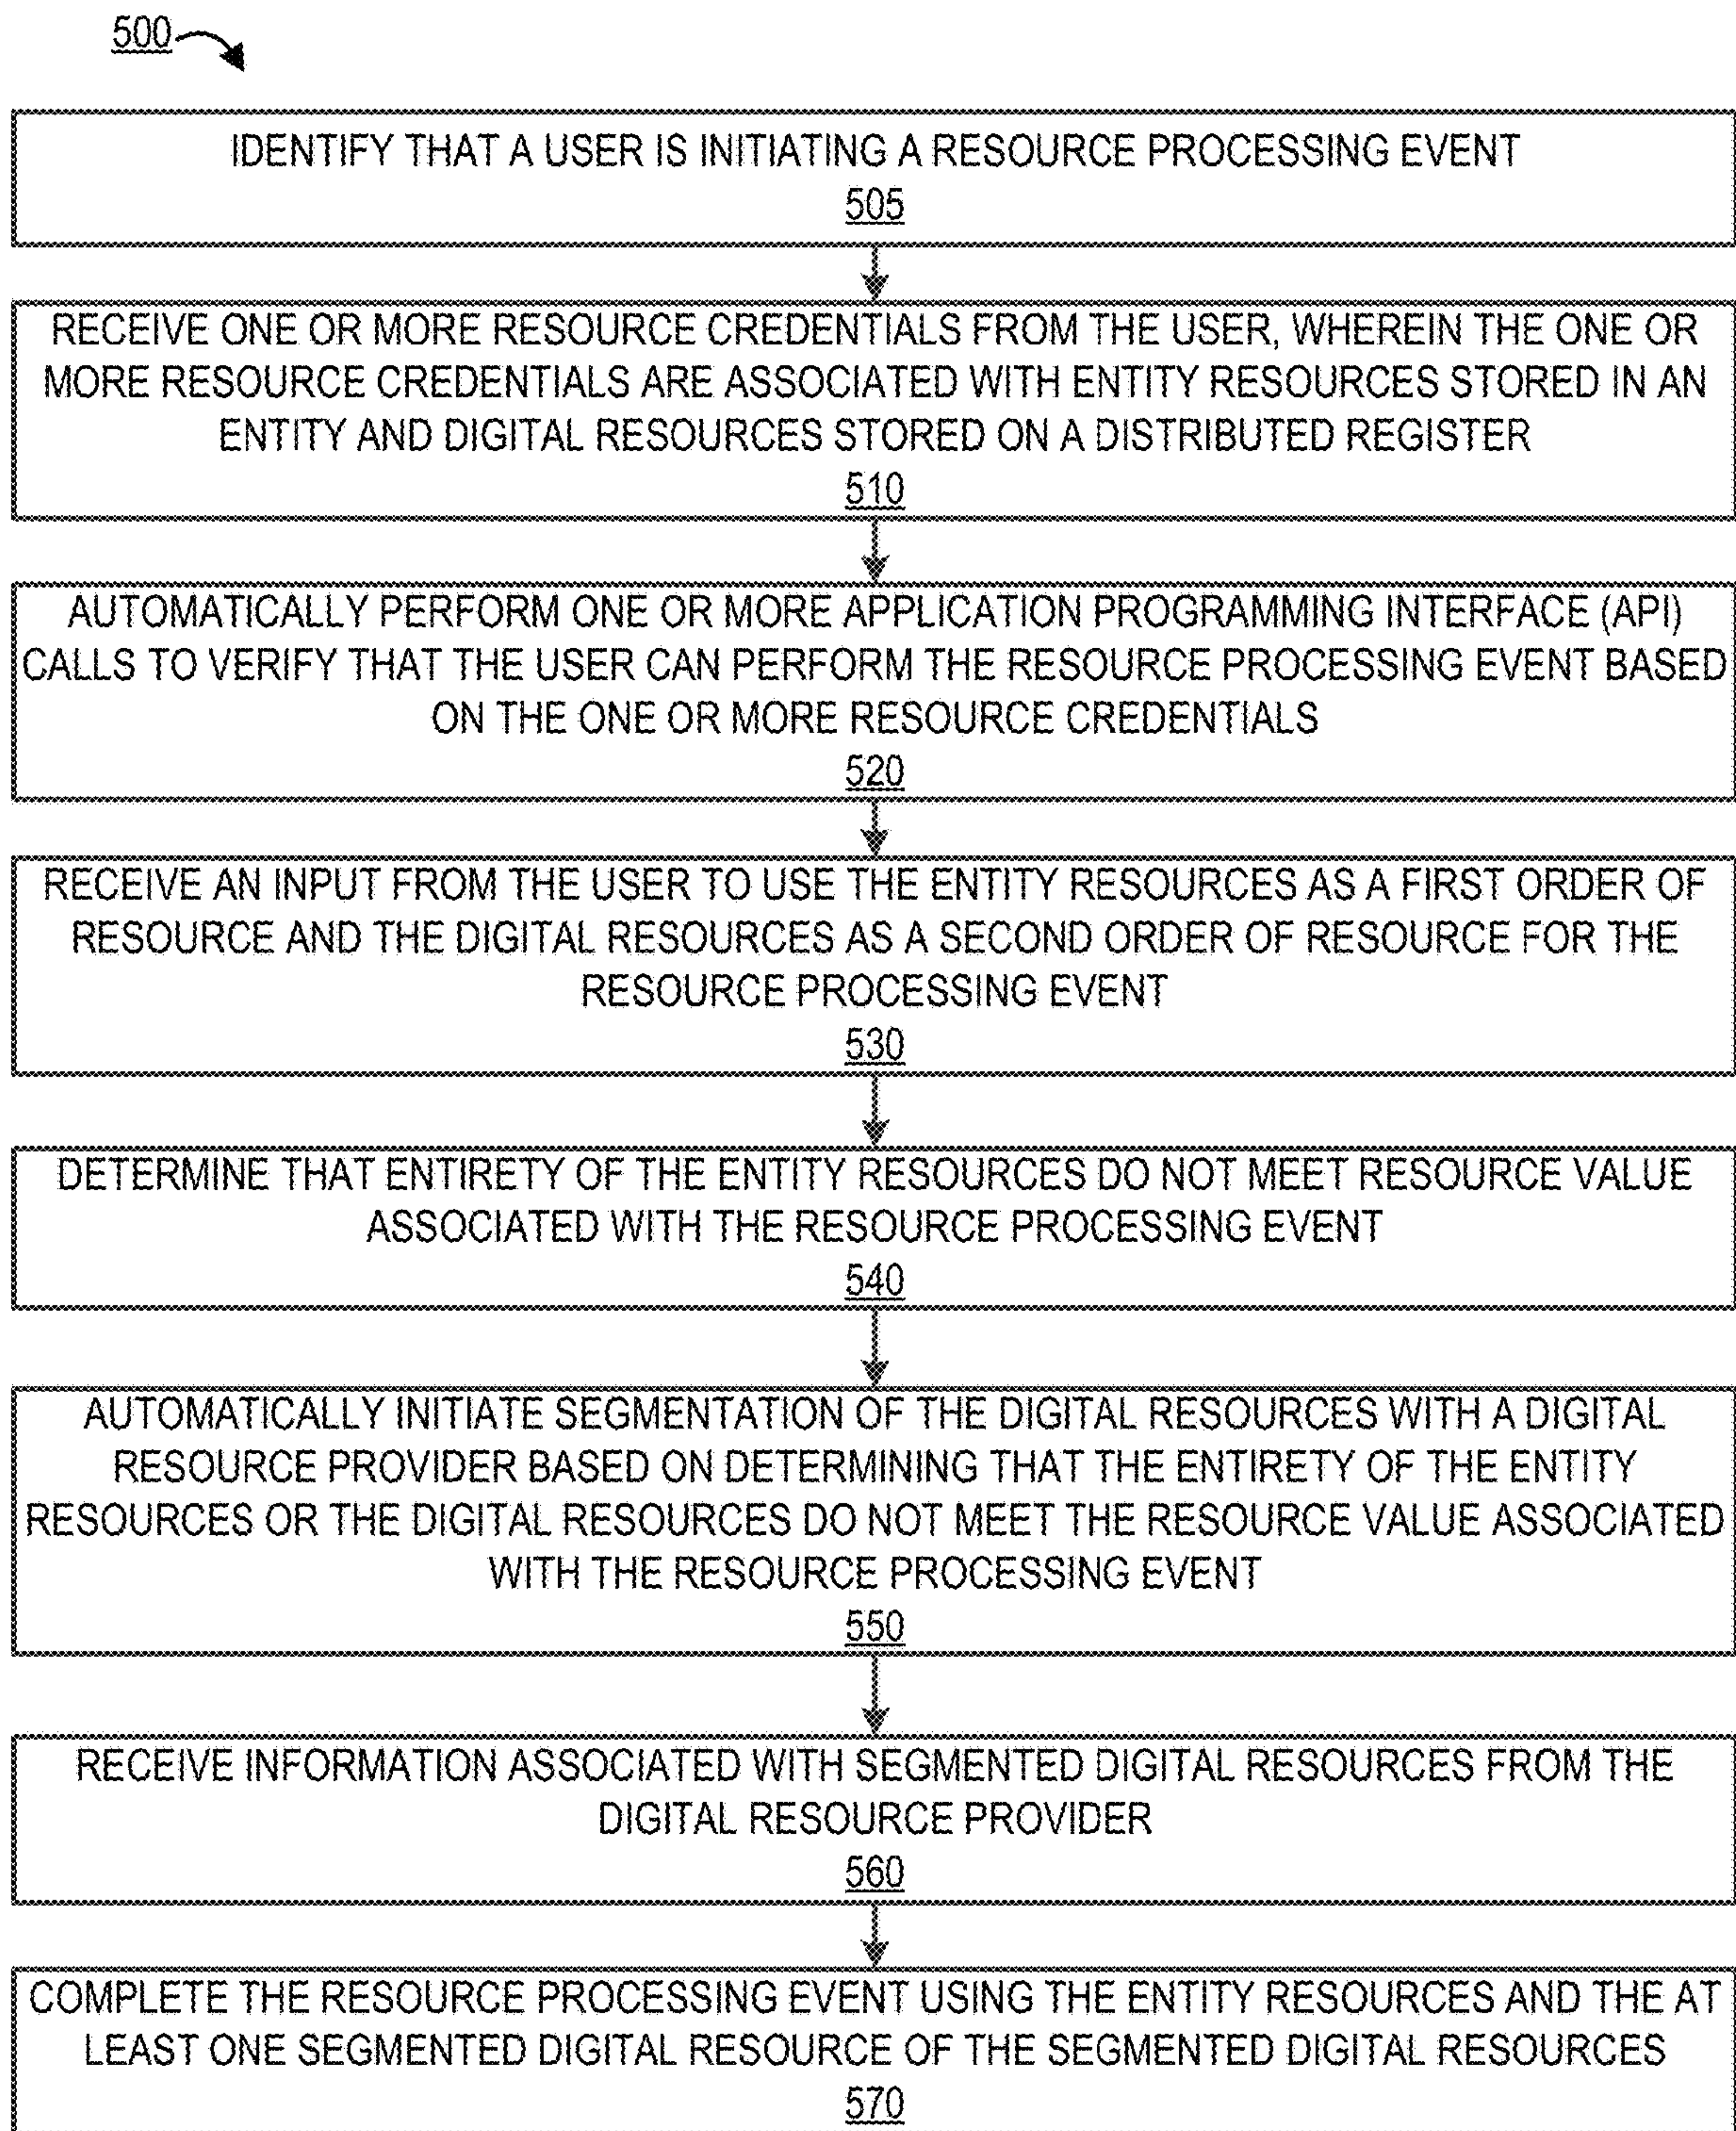 500
IDENTIFY THAT A USER IS INITIATING A RESOURCE PROCESSING EVENT
505
RECEIVE ONE OR MORE RESOURCE CREDENTIALS FROM THE USER, WHEREIN THE ONE OR
MORE RESOURCE CREDENTIALS ARE ASSOCIATED WITH ENTITY RESOURCES STORED IN AN
ENTITY AND DIGITAL RESOURCES STORED ON A DISTRIBUTED REGISTER
510
AUTOMATICALLY PERFORM ONE OR MORE APPLICATION PROGRAMMING INTERFACE (API)
CALLS TO VERIFY THAT THE USER CAN PERFORM THE RESOURCE PROCESSING EVENT BASED
ON THE ONE OR MORE RESOURCE CREDENTIALS
520
RECEIVE AN INPUT FROM THE USER TO USE THE ENTITY RESOURCES AS A FIRST ORDER OF
RESOURCE AND THE DIGITAL RESOURCES AS A SECOND ORDER OF RESOURCE FOR THE
RESOURCE PROCESSING EVENT
530
DETERMINE THAT ENTIRETY OF THE ENTITY RESOURCES DO NOT MEET RESOURCE VALUE
ASSOCIATED WITH THE RESOURCE PROCESSING EVENT
540
AUTOMATICALLY INITIATE SEGMENTATION OF THE DIGITAL RESOURCES WITH A DIGITAL
RESOURCE PROVIDER BASED ON DETERMINING THAT THE ENTIRETY OF THE ENTITY
RESOURCES OR THE DIGITAL RESOURCES DO NOT MEET THE RESOURCE VALUE ASSOCIATED
WITH THE RESOURCE PROCESSING EVENT
550
RECEIVE INFORMATION ASSOCIATED WITH SEGMENTED DIGITAL RESOURCES FROM THE
DIGITAL RESOURCE PROVIDER
560
COMPLETE THE RESOURCE PROCESSING EVENT USING THE ENTITY RESOURCES AND THE AT
LEAST ONE SEGMENTED DIGITAL RESOURCE OF THE SEGMENTED DIGITAL RESOURCES
570